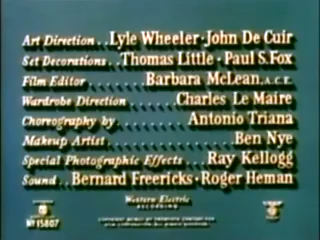 Art Direction . . Lyle Wheeler · John De Cuir
Set Decorations . . Thomas Little · Paul S. Fox
Film Editor . . . . . Barbara McLean, A.C.E.
Wardrobe Direction . . . . Charles Le Maire
Choreography by . . . . . Antonio Triana
Makeup Artist . . . . . Ben Nye
Special Photographic Effects . . . Ray Kellogg
Sound . . Bernard Freericks · Roger Heman
Western Electric
RECORDING
No 15807